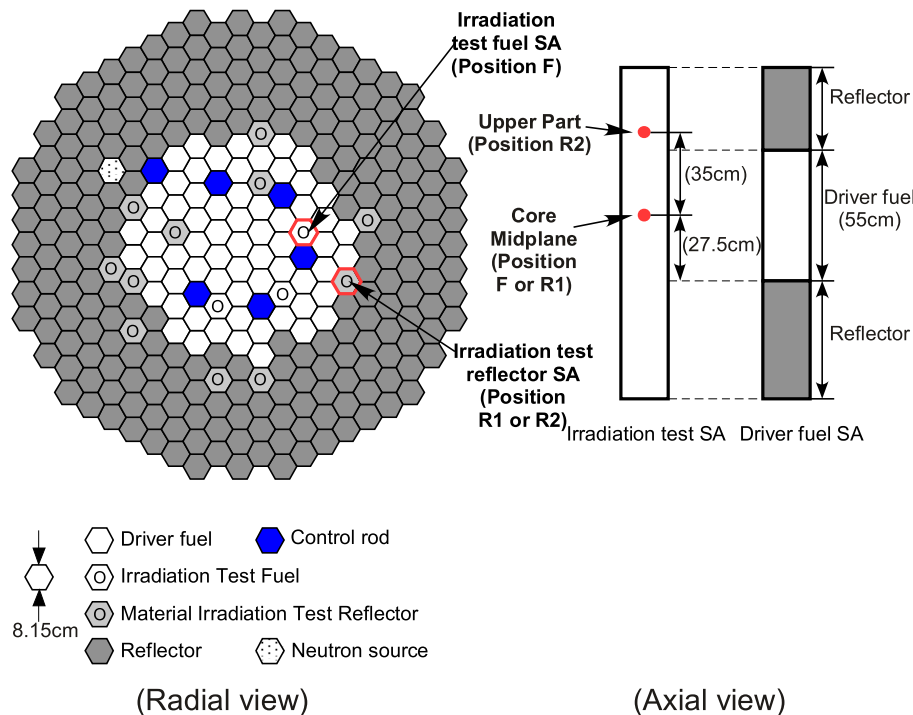 Irradiation
test fuel SA
(Position F)
Upper Part
(Position R2)
Core
Midplane
(Position
F or R1)
Irradiation test
reflector SA
(Position
R1 or R2)
(35cm)
(27.5cm)
Reflector
Driver fuel
(55cm)
Reflector
Irradiation test SA
Driver fuel SA
O
O
O
O
O
O
O
O
O
O
O
O
O
O
8.15cm
Driver fuel
Control rod
O
Irradiation Test Fuel
O
Material Irradiation Test Reflector
Reflector
Neutron source
(Radial view)
(Axial view)